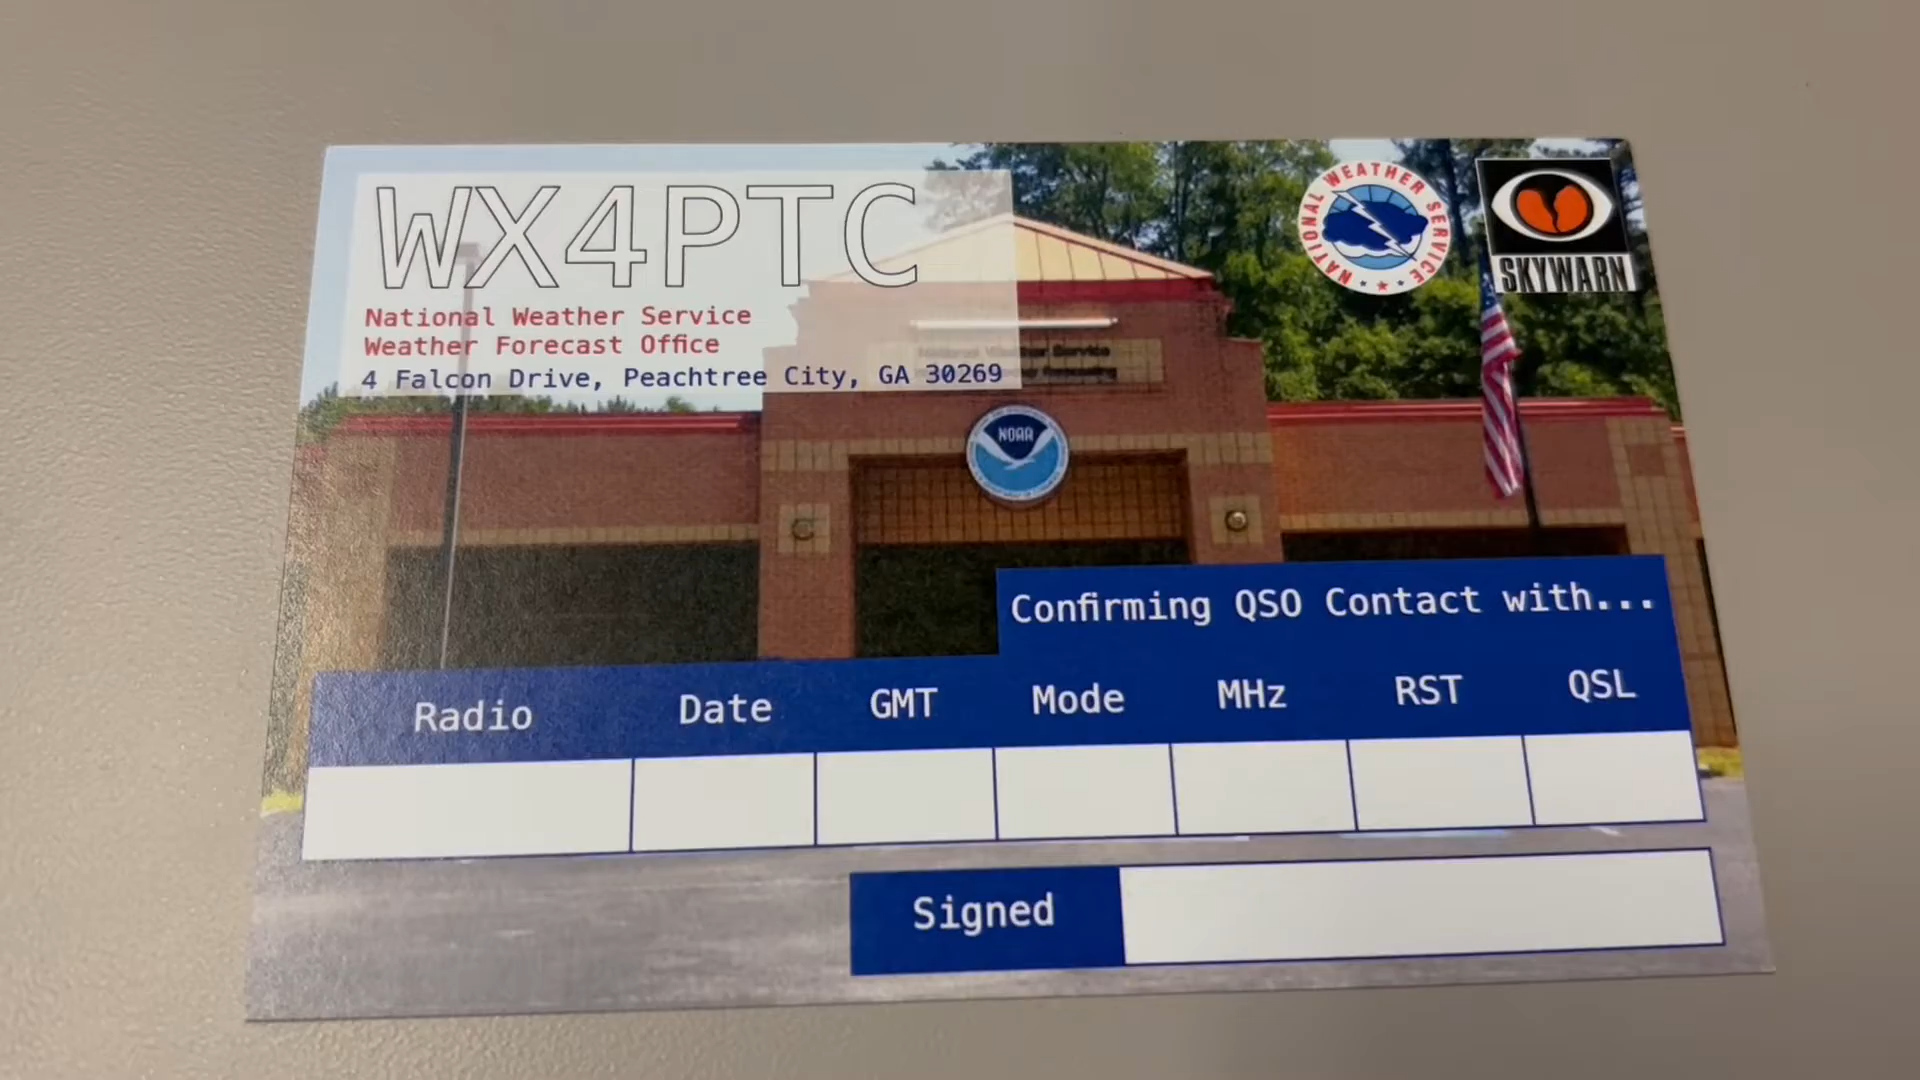 WX4PTC
National Weather Service
Weather Forecast Office
4 Falcon Drive, Peachtree City, GA 30269
NATIONAL WEATHER SERVICE
SKYWARN
NOAA
Confirming QSO Contact with...
Radio Date GMT Mode MHz RST QSL
Signed